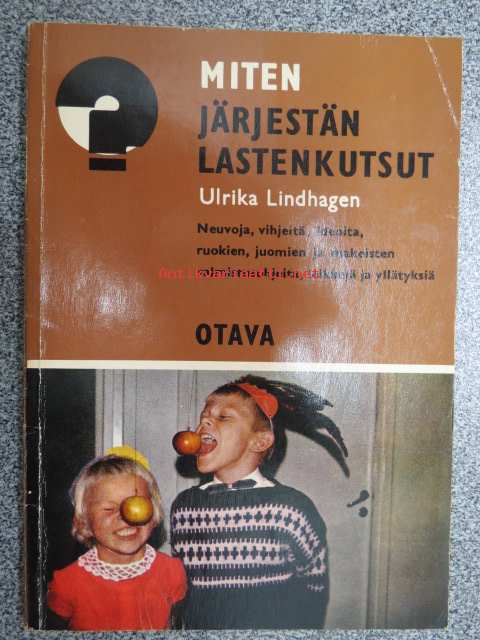 MITEN
JÄRJESTÄN
LASTENKUTSUT
Ulrika Lindhagen
Neuvoja, vihjeitä, ideoita,
ruokien, juomien ja makeisten
ja yllätyksiä
OTAVA